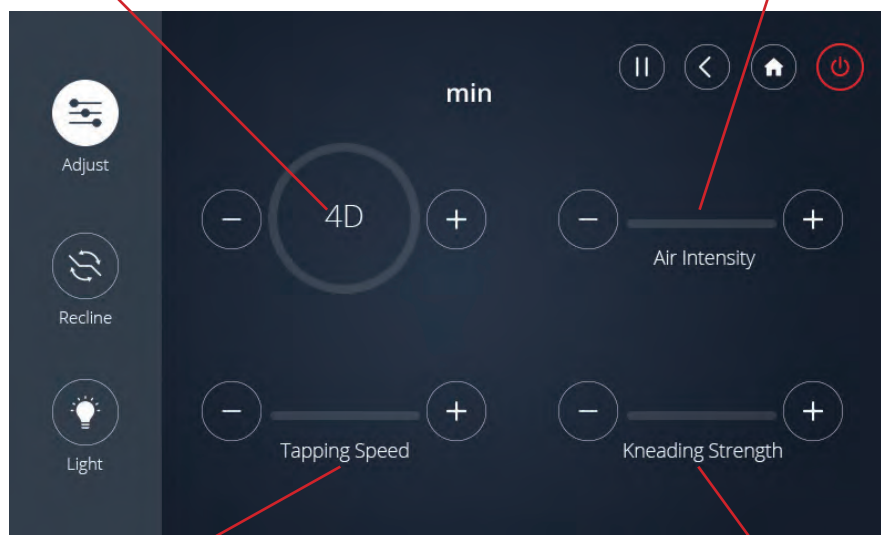 min
Adjust
4D
Air Intensity
Recline
Tapping Speed
Kneading Strength
Light